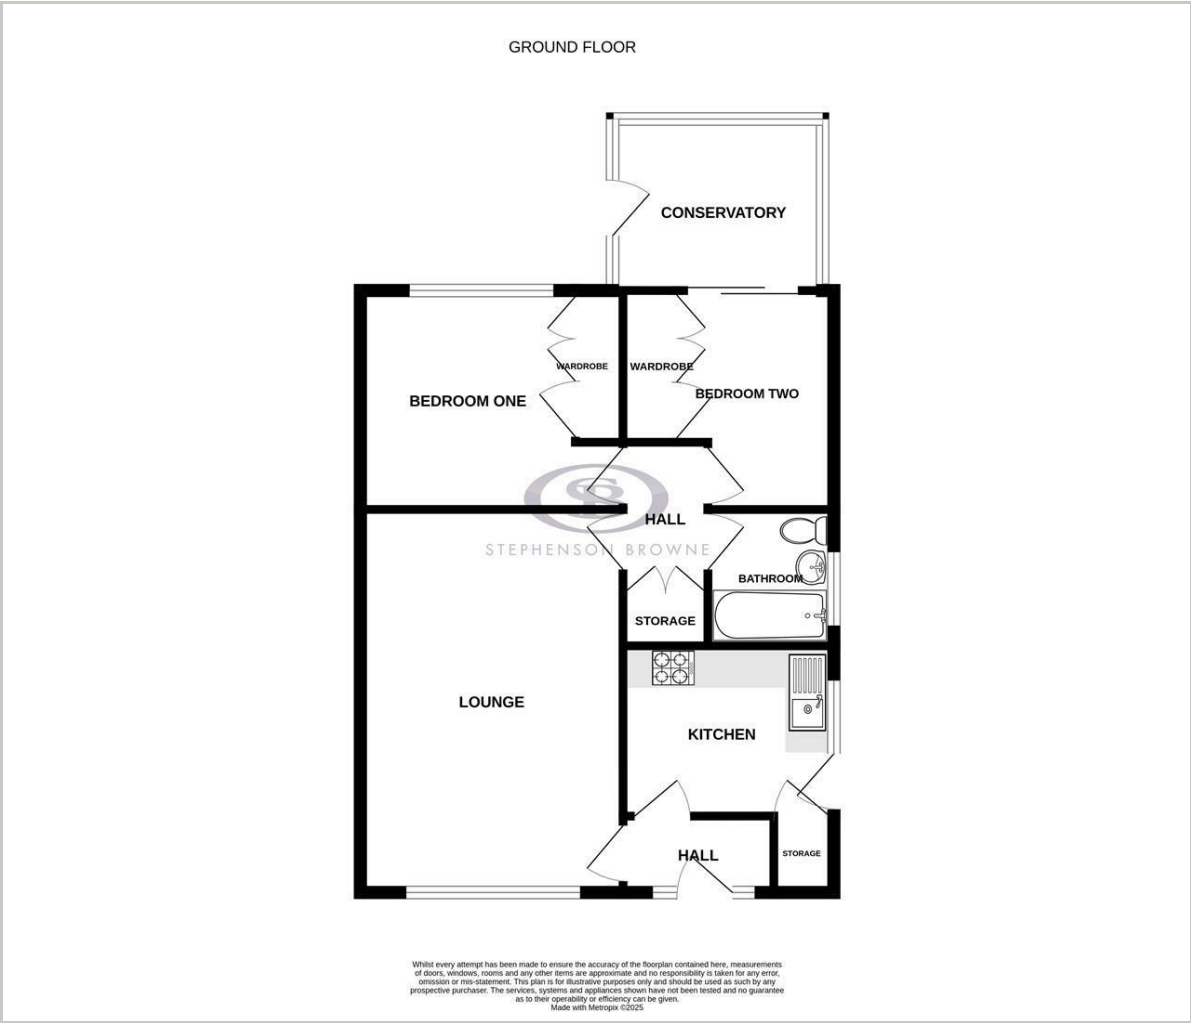 GROUND FLOOR
CONSERVATORY
WARDROBE
WARDROBE
BEDROOM ONE
BEDROOM TWO
SB
HALL
STEPHENSON BROWNE
BATHROOM
STORAGE
LOUNGE
KITCHEN
HALL
STORAGE
Whilst every attempt has been made to ensure the accuracy of the floorplan contained here, measurements
of doors, windows, rooms and any other items are approximate and no responsibility is taken for any error,
omission or mis-statement. This plan is for illustrative purposes only and should be used as such by any
prospective purchaser. The services, systems and appliances shown have not been tested and no guarantee
as to their operability or efficiency can be given.
Made with Metropix ©2025